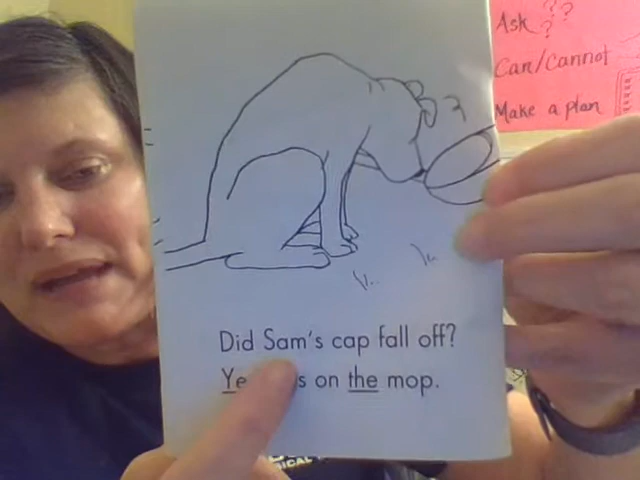 Ask ???
Can/Cannot
Make a plan
Did Sam's cap fall off?
on the mop.